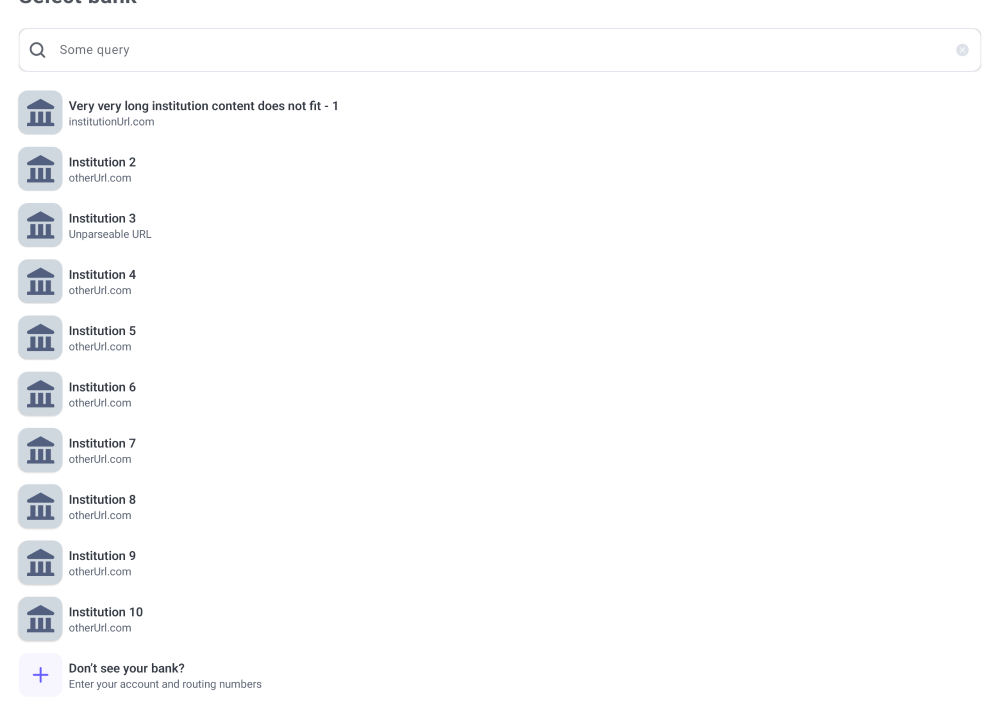 Select bank
Some query
Very very long institution content does not fit - 1
institutionUrl.com
Institution 2
otherUrl.com
Institution 3
Unparseable URL
Institution 4
otherUrl.com
Institution 5
otherUrl.com
Institution 6
otherUrl.com
Institution 7
otherUrl.com
Institution 8
otherUrl.com
Institution 9
otherUrl.com
Institution 10
otherUrl.com
Don't see your bank?
Enter your account and routing numbers